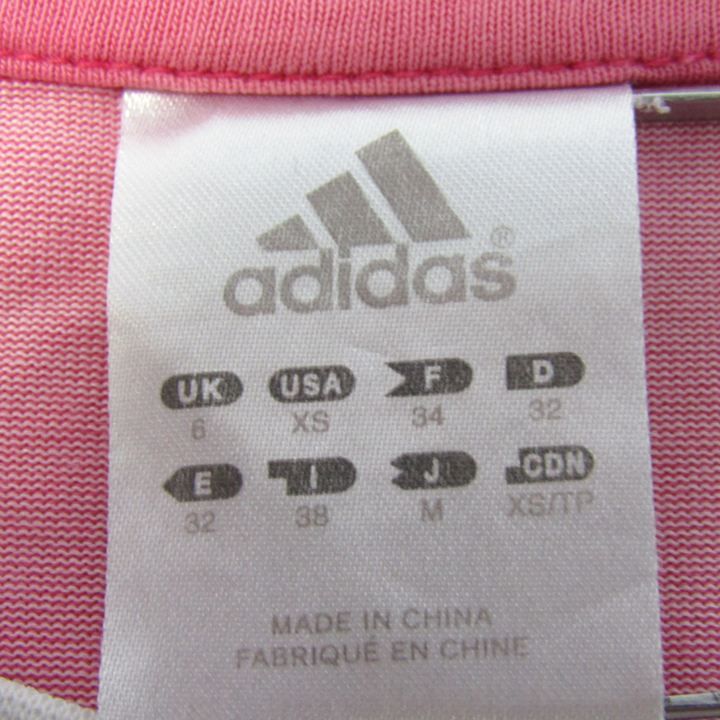 adidas®
UK USA F D
6 XS 34 32
E I J CDN
32 38 M XS/TP
MADE IN CHINA
FABRIQUÉ EN CHINE